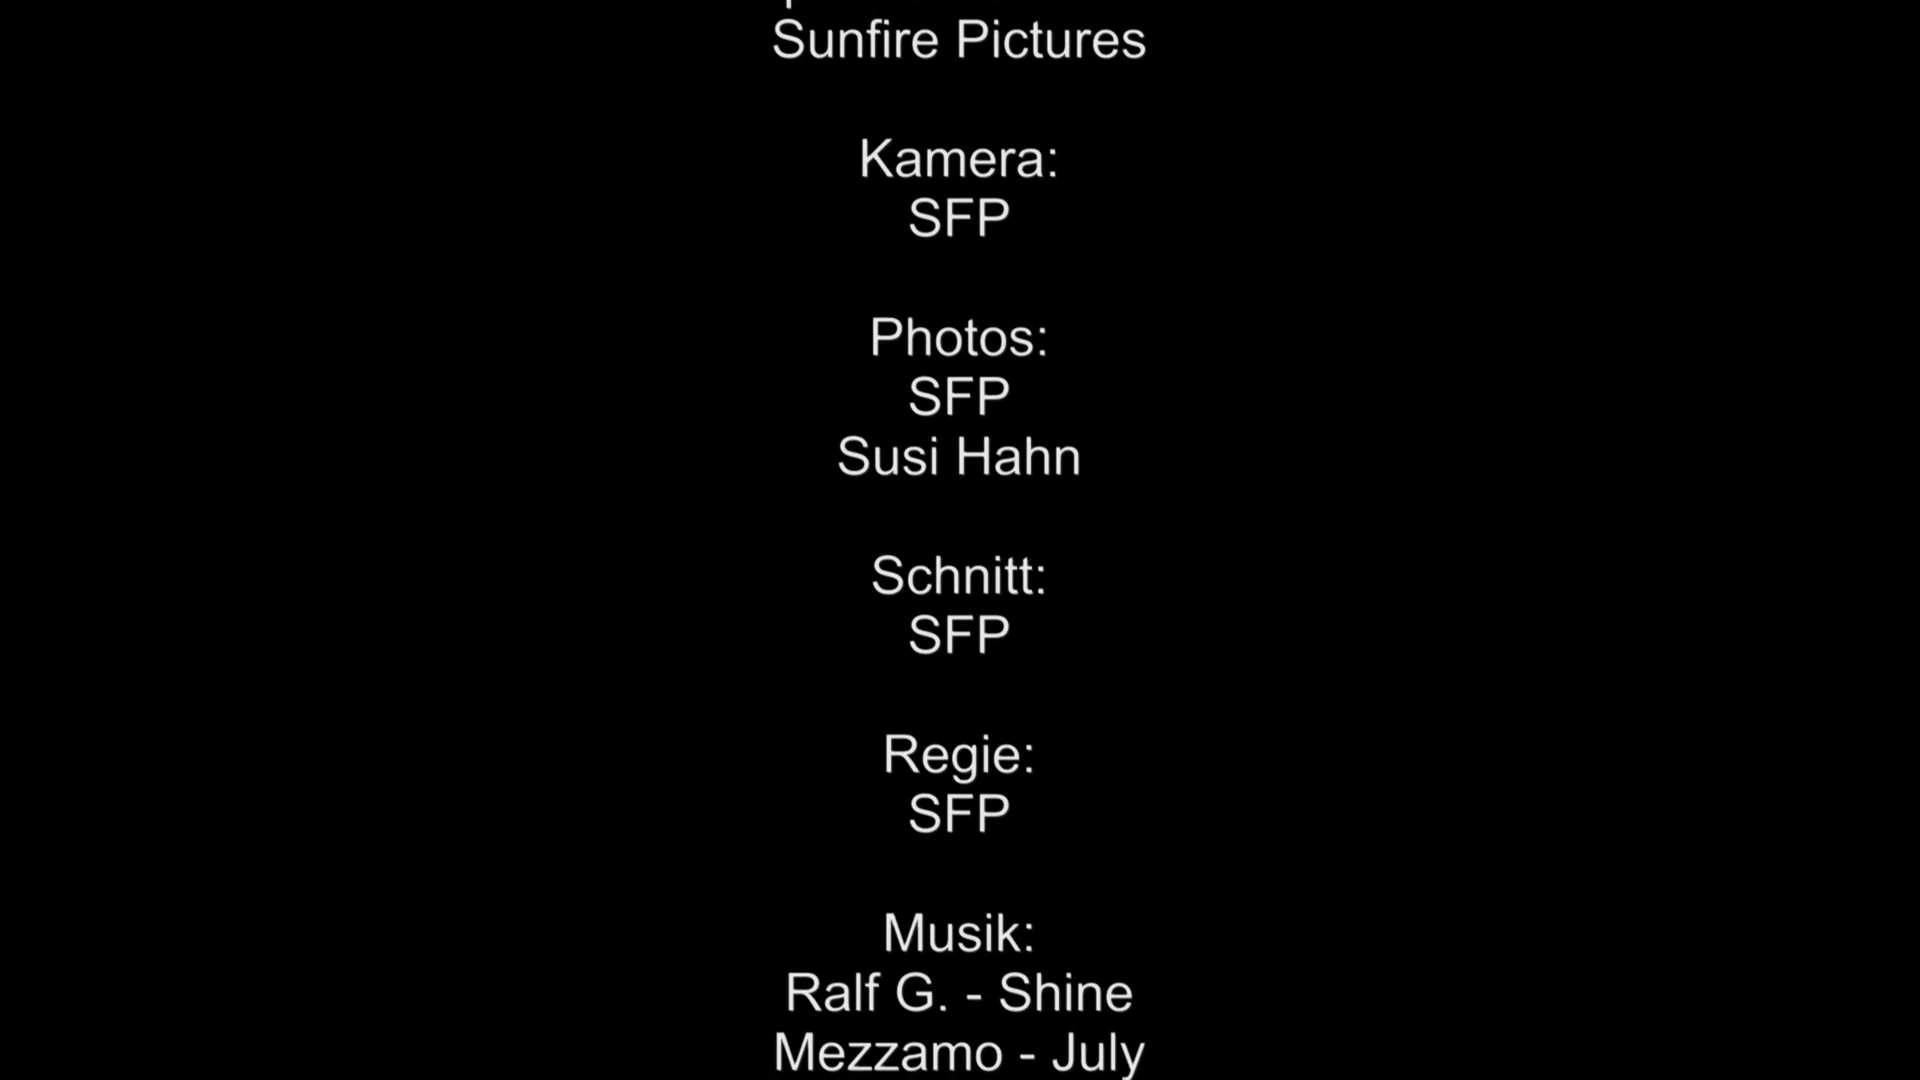 Sunfire Pictures
Kamera:
SFP
Photos:
SFP
Susi Hahn
Schnitt:
SFP
Regie:
SFP
Musik:
Ralf G. - Shine
Mezzamo - July